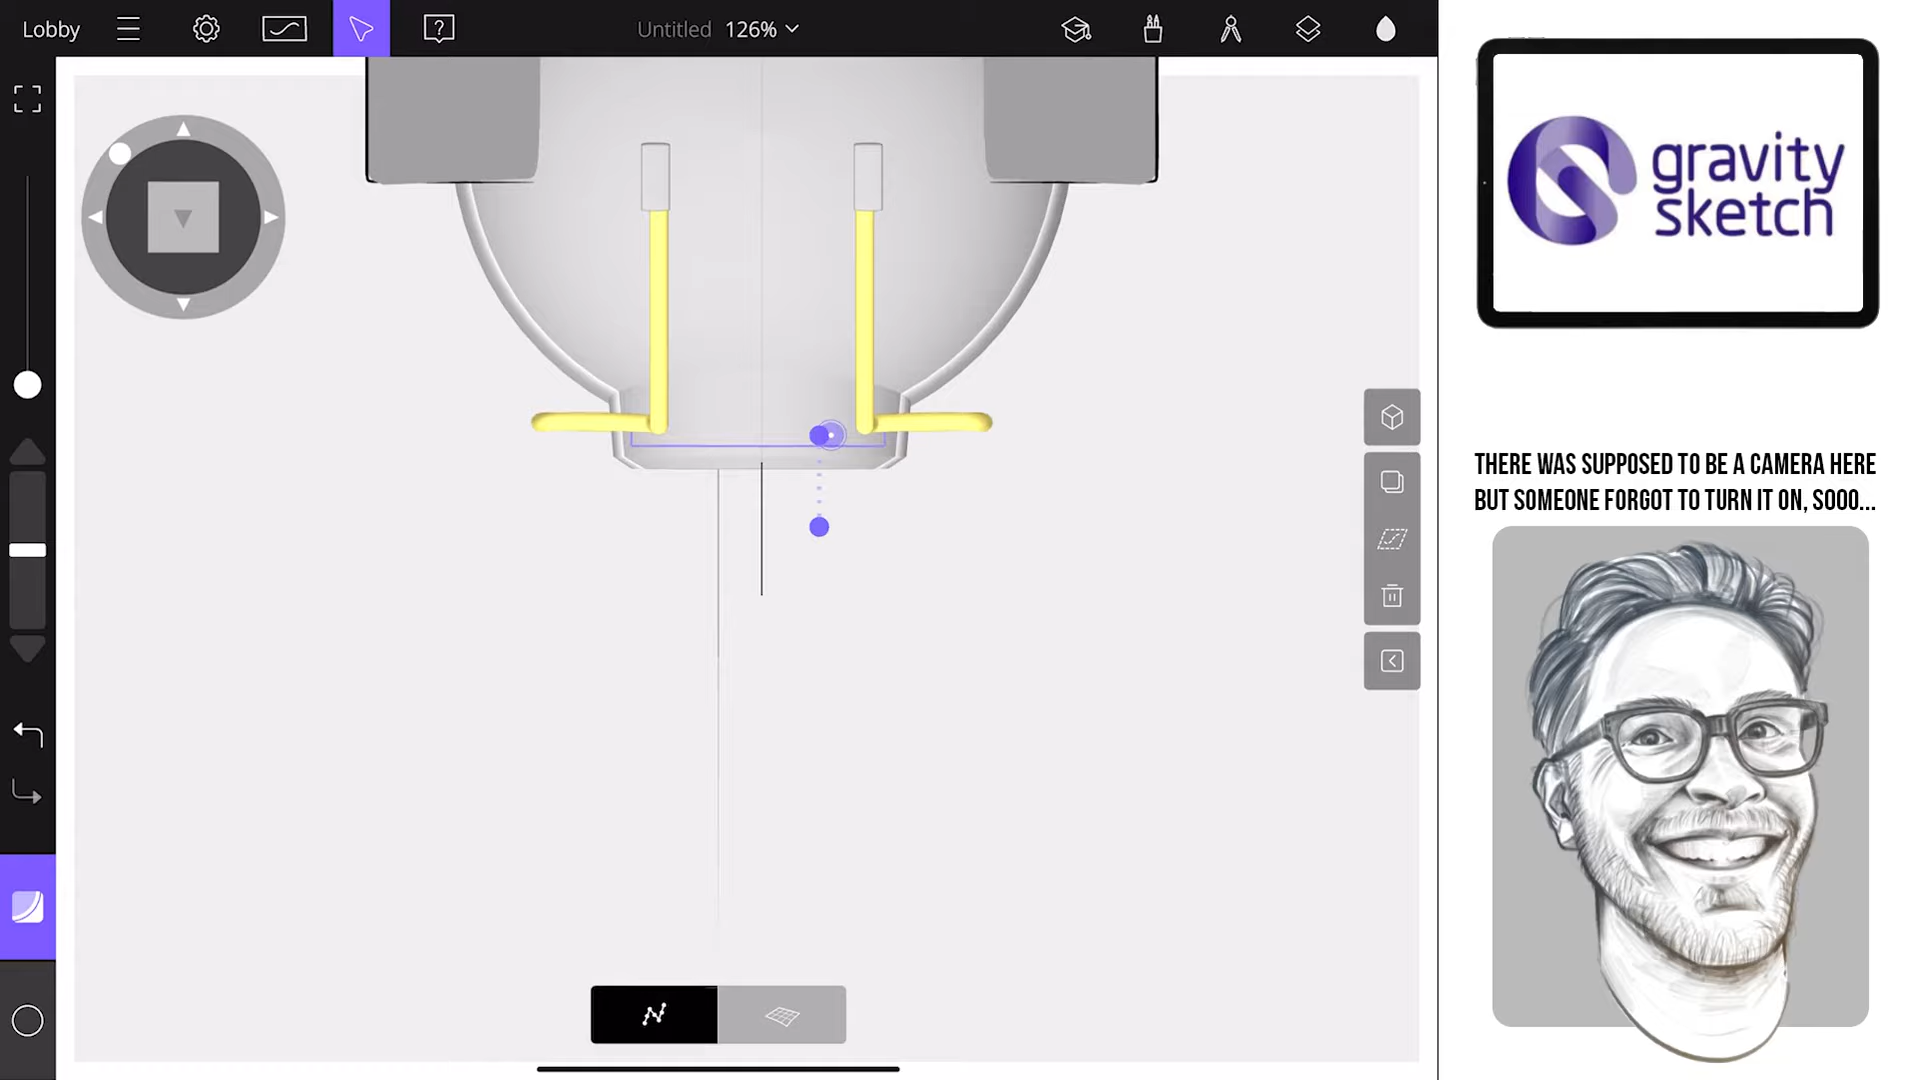 Lobby
Untitled 126%
gravity
sketch
THERE WAS SUPPOSED TO BE A CAMERA HERE
BUT SOMEONE FORGOT TO TURN IT ON, SOOO...